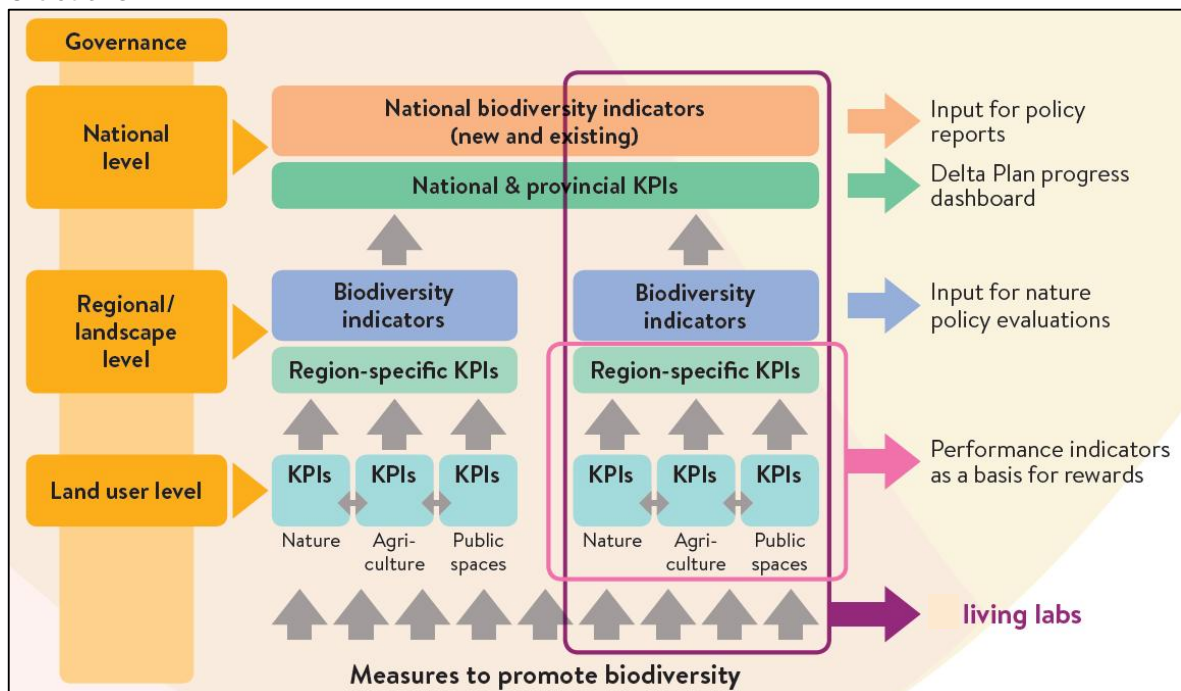 Governance
National
level
National biodiversity indicators
(new and existing)
Input for policy
reports
National & provincial KPIs
Delta Plan progress
dashboard
Regional/
landscape
level
Biodiversity
indicators
Biodiversity
indicators
Input for nature
policy evaluations
Region-specific KPIs
Region-specific KPIs
Land user level
KPIs
KPIs
KPIs
KPIs
KPIs
KPIs
Performance indicators
as a basis for rewards
Nature
Agri-
culture
Public
spaces
Nature
Agri-
culture
Public
spaces
living labs
Measures to promote biodiversity